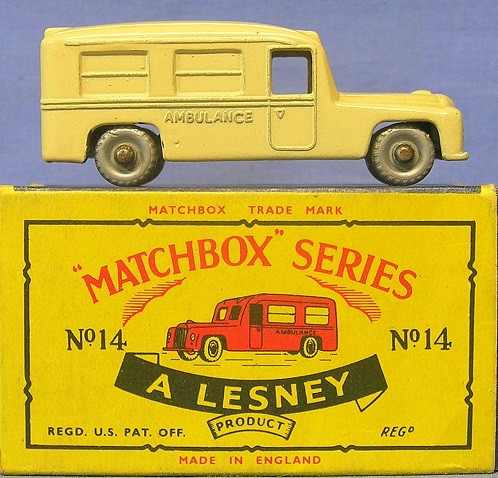 AMBULANCE
MATCHBOX TRADE MARK
"MATCHBOX" SERIES
Nº14 Nº14
AMBULANCE
A LESNEY
PRODUCT
REGD. U.S. PAT. OFF. REGD
MADE IN ENGLAND